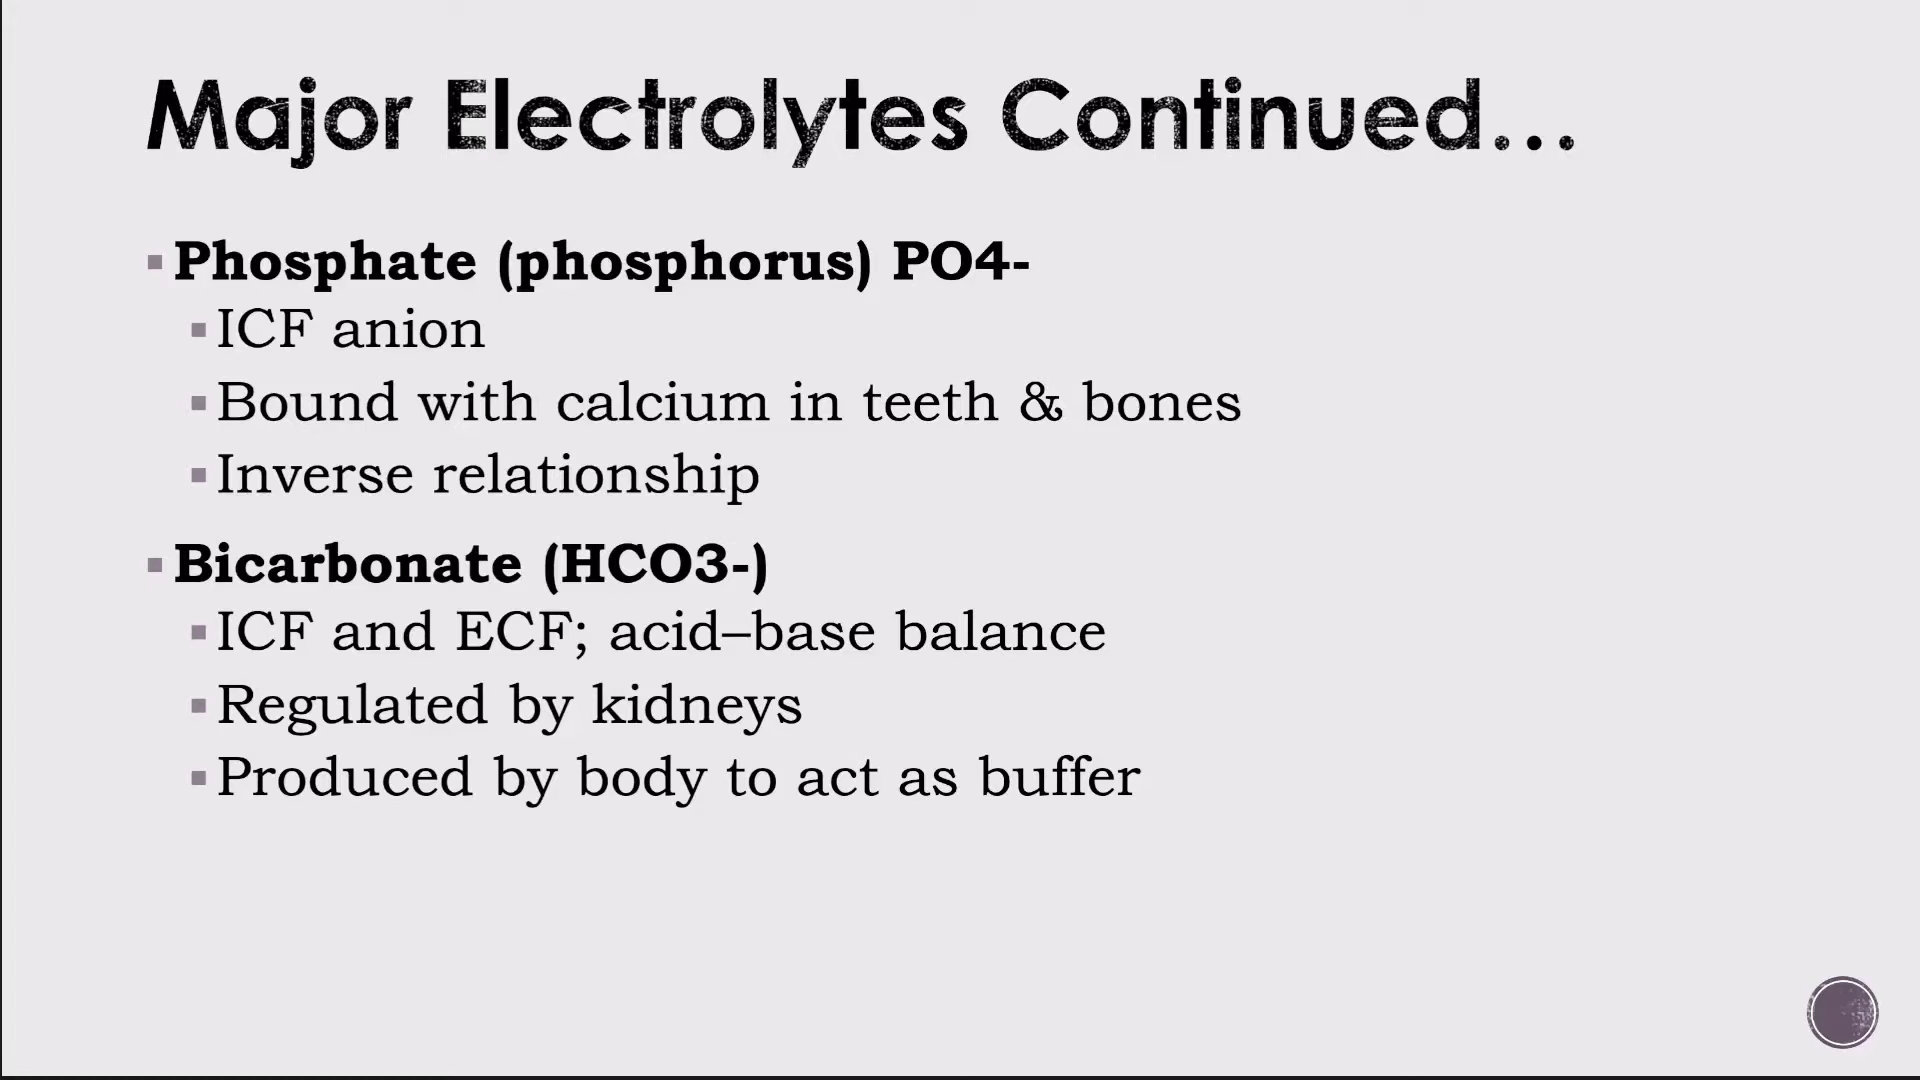 Major Electrolytes Continued...
▪Phosphate (phosphorus) PO4-
▪ICF anion
▪Bound with calcium in teeth & bones
▪Inverse relationship
▪Bicarbonate (HCO3-)
▪ICF and ECF; acid–base balance
▪Regulated by kidneys
▪Produced by body to act as buffer